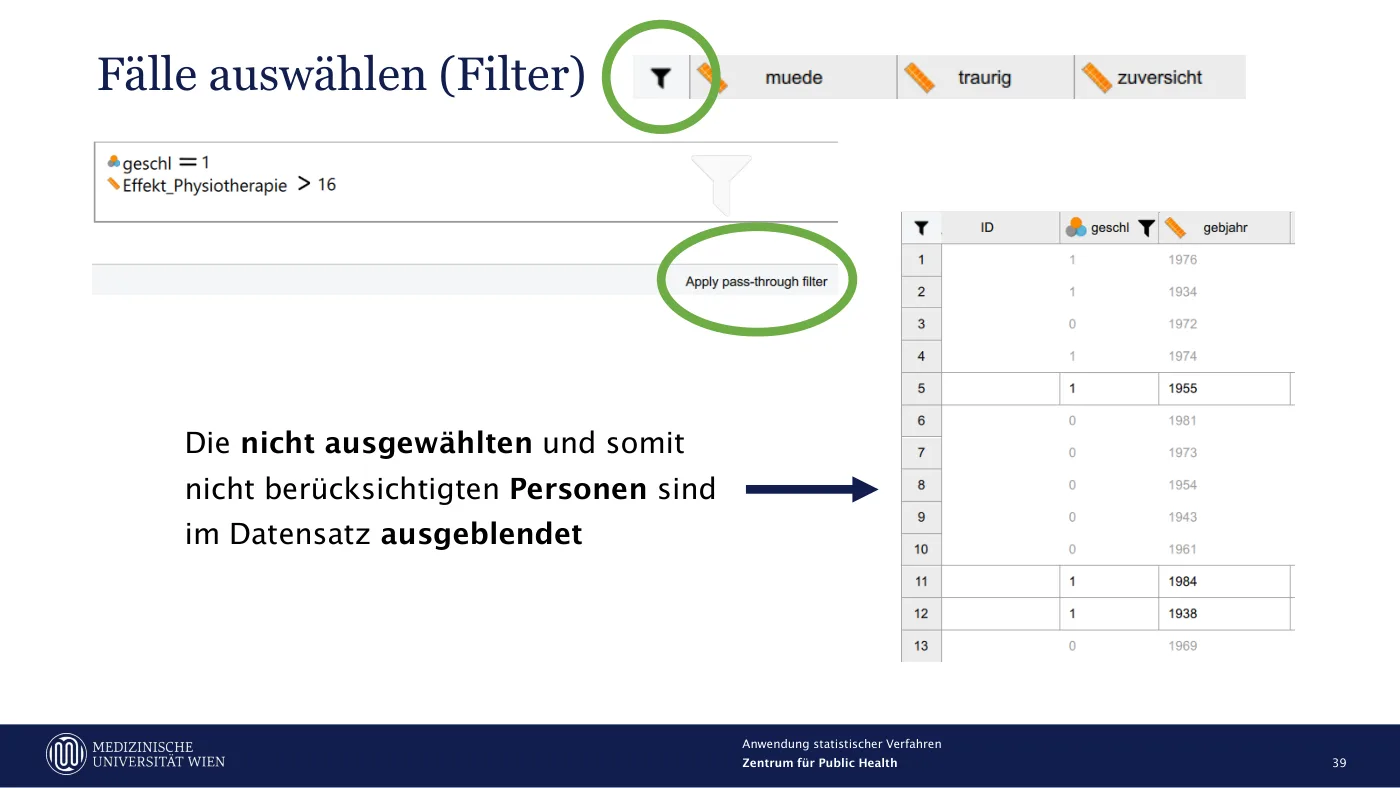 Fälle auswählen (Filter)
muede traurig zuversicht
geschl = 1
Effekt_Physiotherapie > 16
Apply pass-through filter
ID geschl gebjahr
1 1 1976
2 1 1934
3 0 1972
4 1 1974
5 1 1955
6 0 1981
7 0 1973
8 0 1954
9 0 1943
10 0 1961
11 1 1984
12 1 1938
13 0 1969
Die nicht ausgewählten und somit
nicht berücksichtigten Personen sind
im Datensatz ausgeblendet
MEDIZINISCHE
UNIVERSITÄT WIEN
Anwendung statistischer Verfahren
Zentrum für Public Health
39